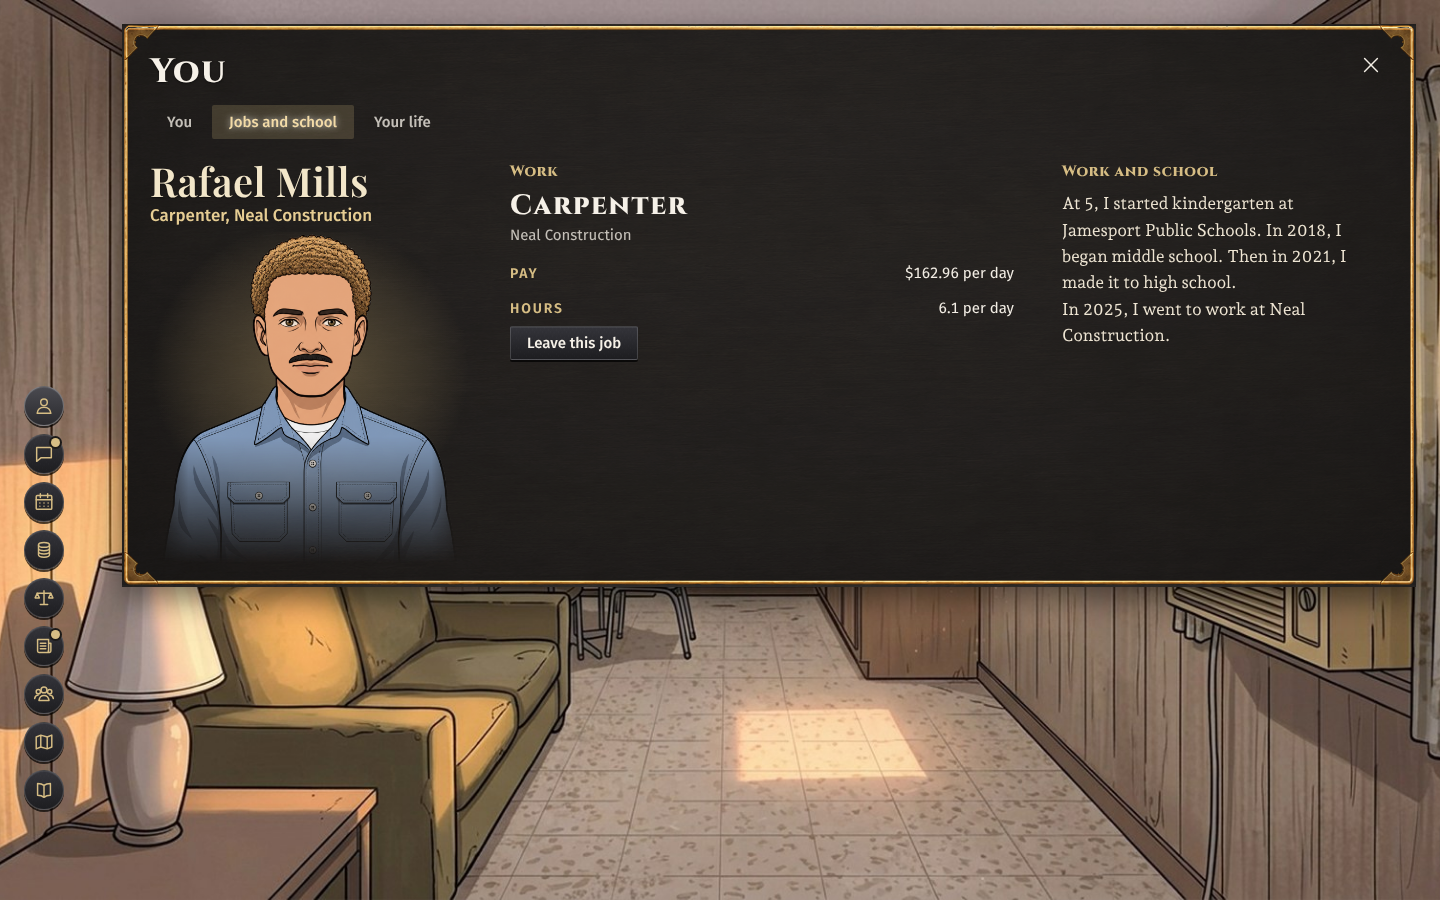 You
You
Jobs and school
Your life
Rafael Mills
Carpenter, Neal Construction
Work
Carpenter
Neal Construction
PAY
$162.96 per day
HOURS
6.1 per day
Leave this job
Work and school
At 5, I started kindergarten at
Jamesport Public Schools. In 2018, I
began middle school. Then in 2021, I
made it to high school.
In 2025, I went to work at Neal
Construction.